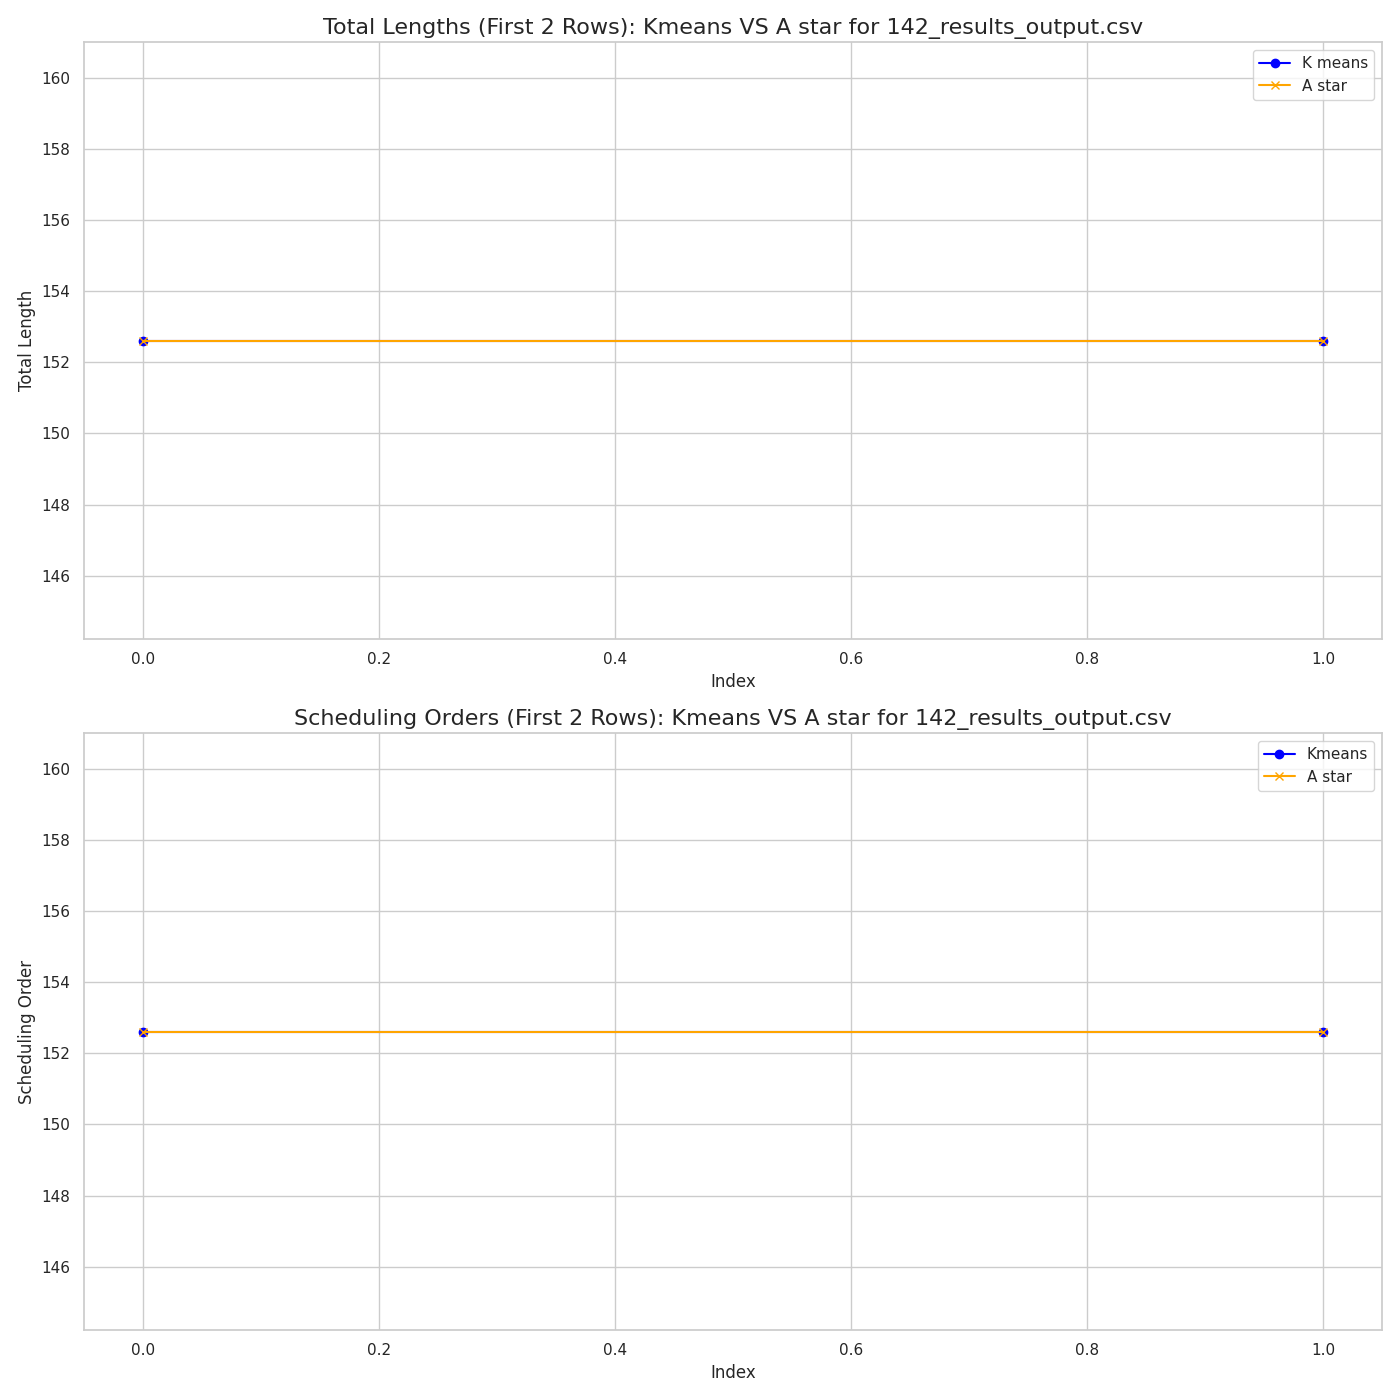 Total Lengths (First 2 Rows): Kmeans VS A star for 142_results_output.csv
K means
A star
160
158
156
154
152
150
148
146
Total Length
0.0 0.2 0.4 0.6 0.8 1.0
Index
Scheduling Orders (First 2 Rows): Kmeans VS A star for 142_results_output.csv
Kmeans
A star
160
158
156
154
152
150
148
146
Scheduling Order
0.0 0.2 0.4 0.6 0.8 1.0
Index